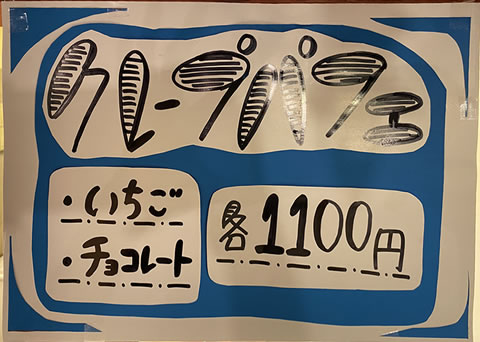 クレープパフェ
・いちご
・チョコレート
各1100円